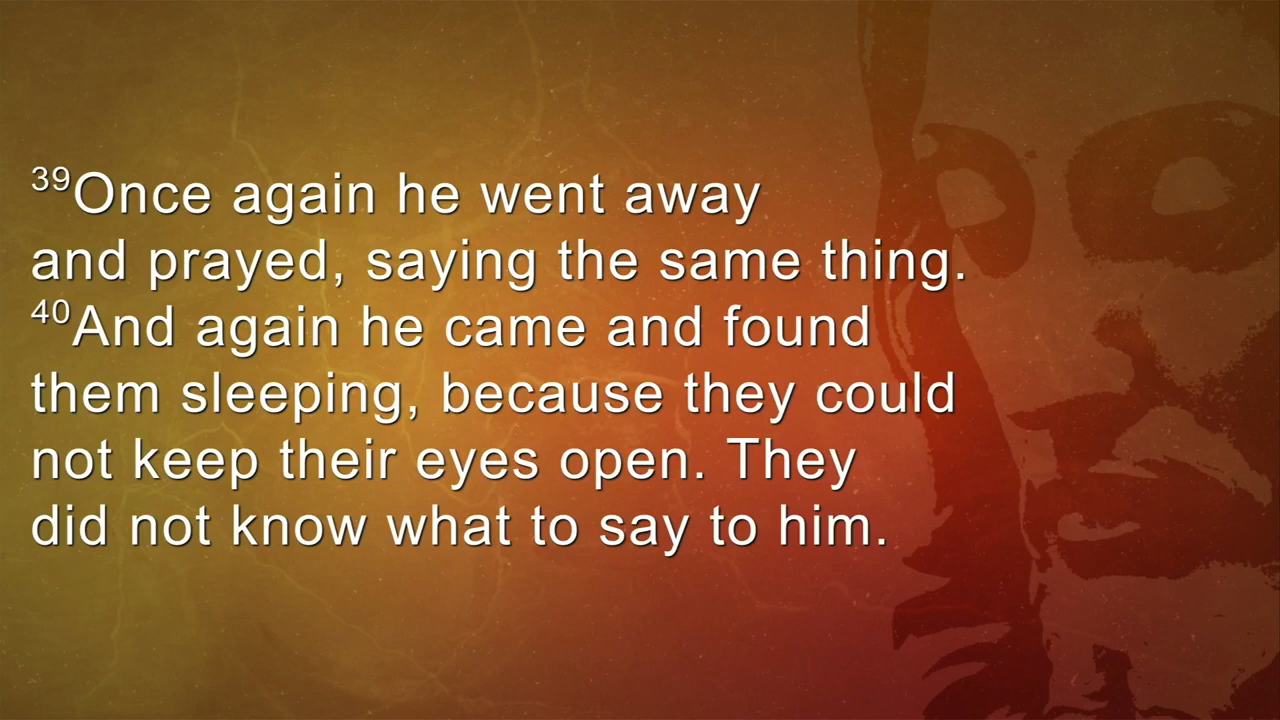 ³⁹Once again he went away
and prayed, saying the same thing.
⁴⁰And again he came and found
them sleeping, because they could
not keep their eyes open. They
did not know what to say to him.